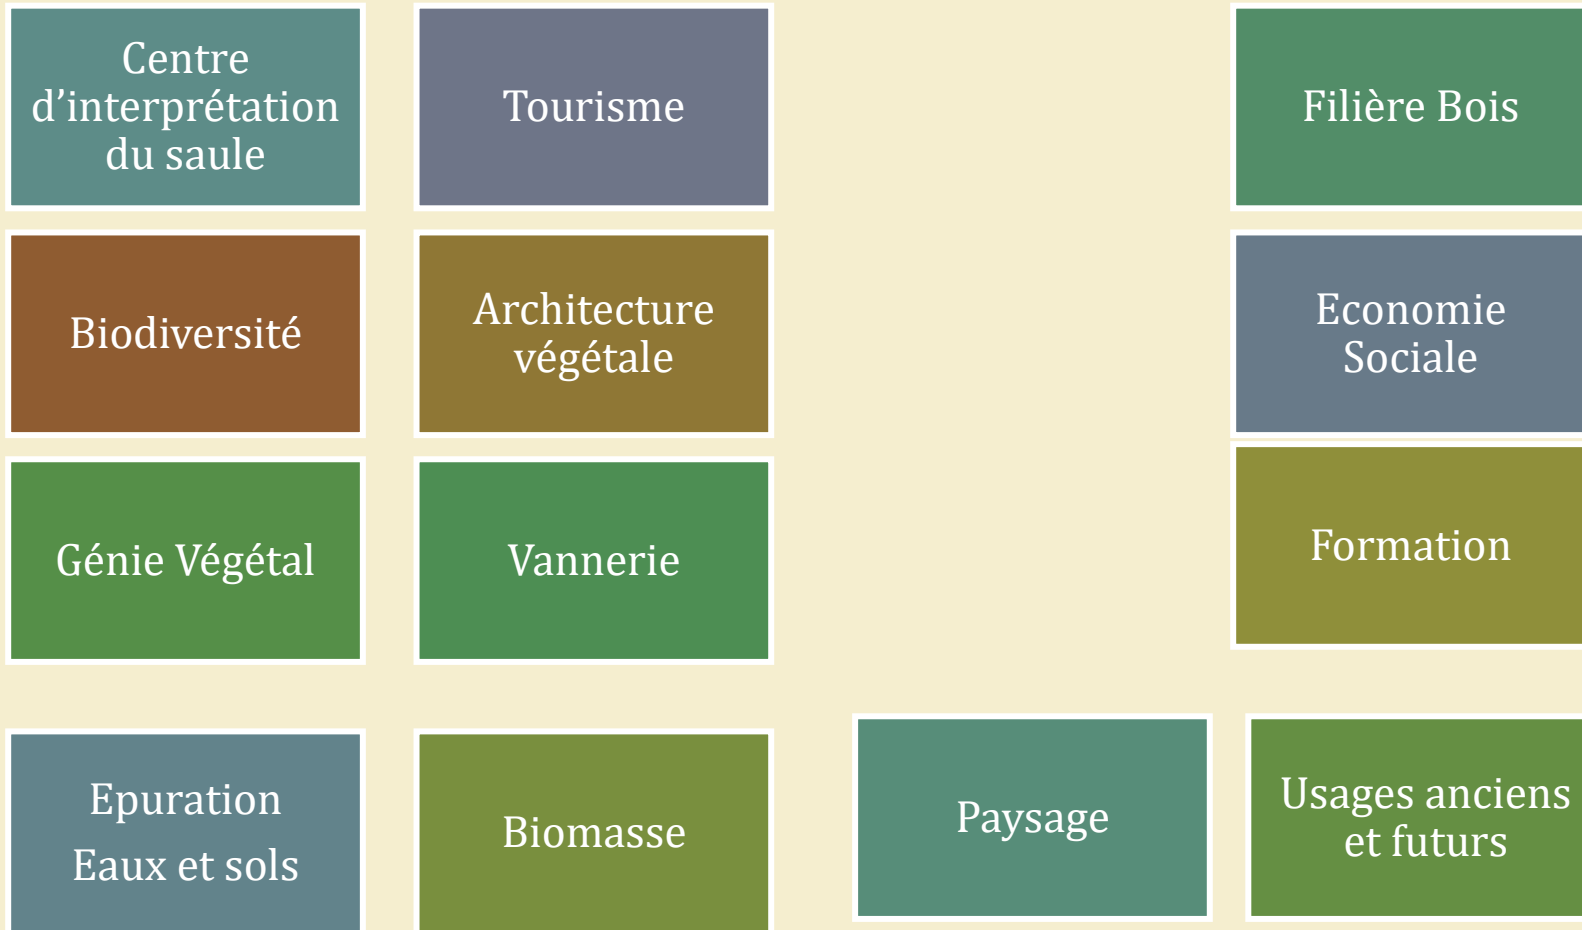 Centre
d’interprétation
du saule
Tourisme
Filière Bois
Biodiversité
Architecture
végétale
Economie
Sociale
Génie Végétal
Vannerie
Formation
Epuration
Eaux et sols
Biomasse
Paysage
Usages anciens
et futurs